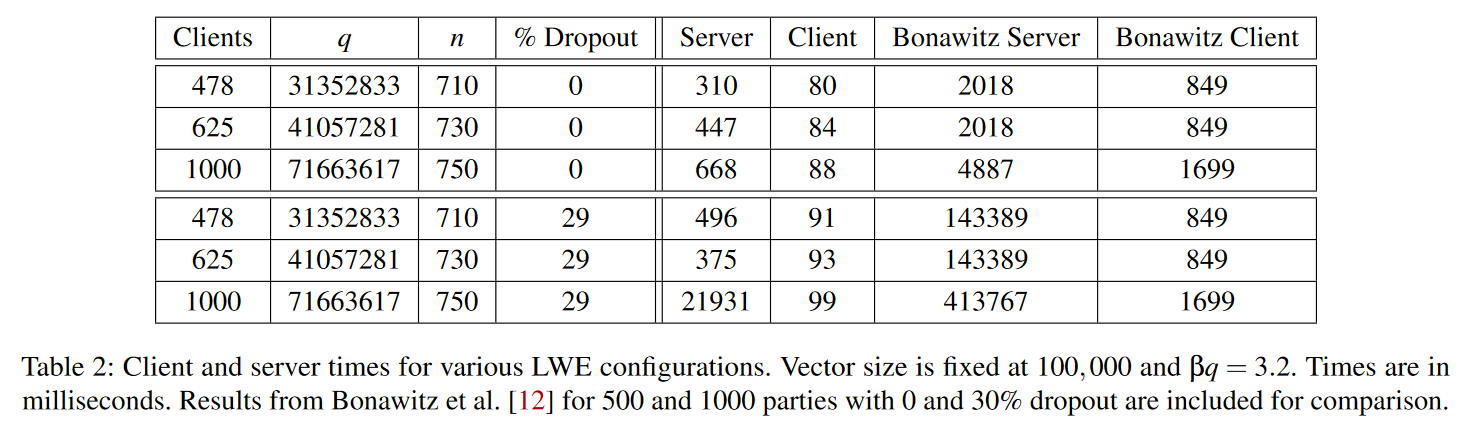 Clients q n % Dropout Server Client Bonawitz Server Bonawitz Client
478 31352833 710 0 310 80 2018 849
625 41057281 730 0 447 84 2018 849
1000 71663617 750 0 668 88 4887 1699
478 31352833 710 29 496 91 143389 849
625 41057281 730 29 375 93 143389 849
1000 71663617 750 29 21931 99 413767 1699
Table 2: Client and server times for various LWE configurations. Vector size is fixed at 100,000 and βq = 3.2. Times are in
milliseconds. Results from Bonawitz et al. [12] for 500 and 1000 parties with 0 and 30% dropout are included for comparison.